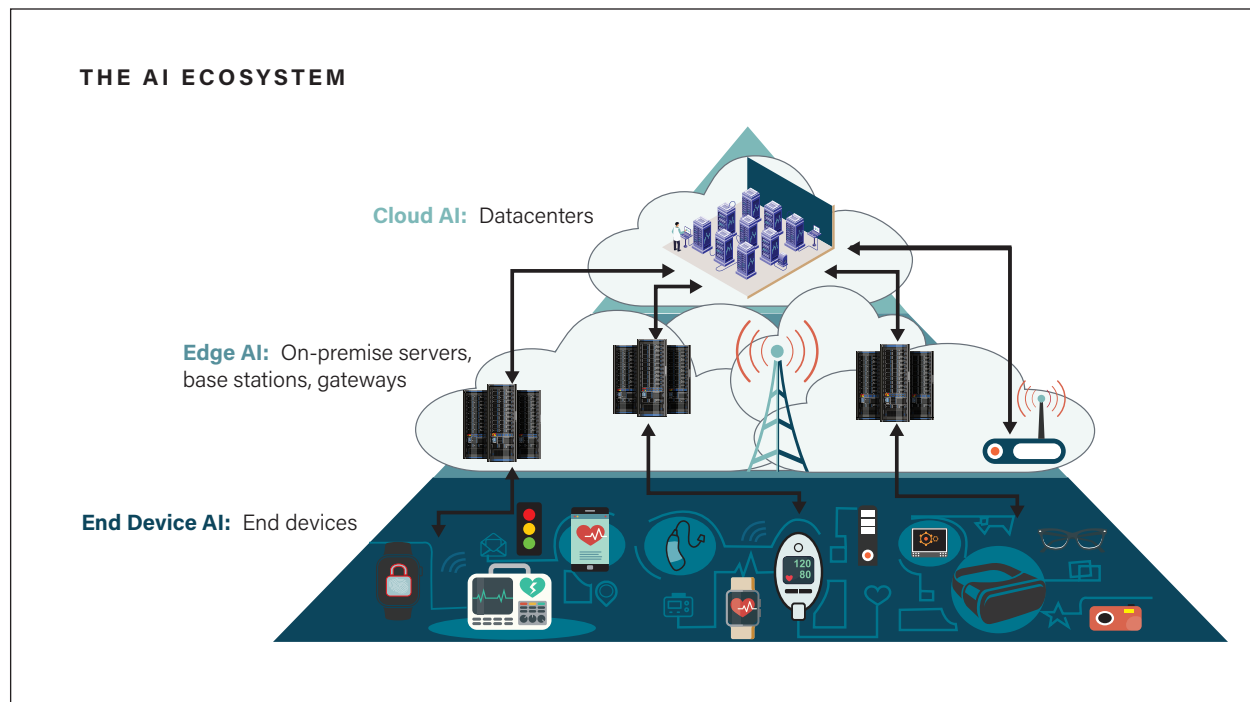 THE AI ECOSYSTEM
Cloud AI: Datacenters
Edge AI: On-premise servers,
base stations, gateways
End Device AI: End devices
120
80